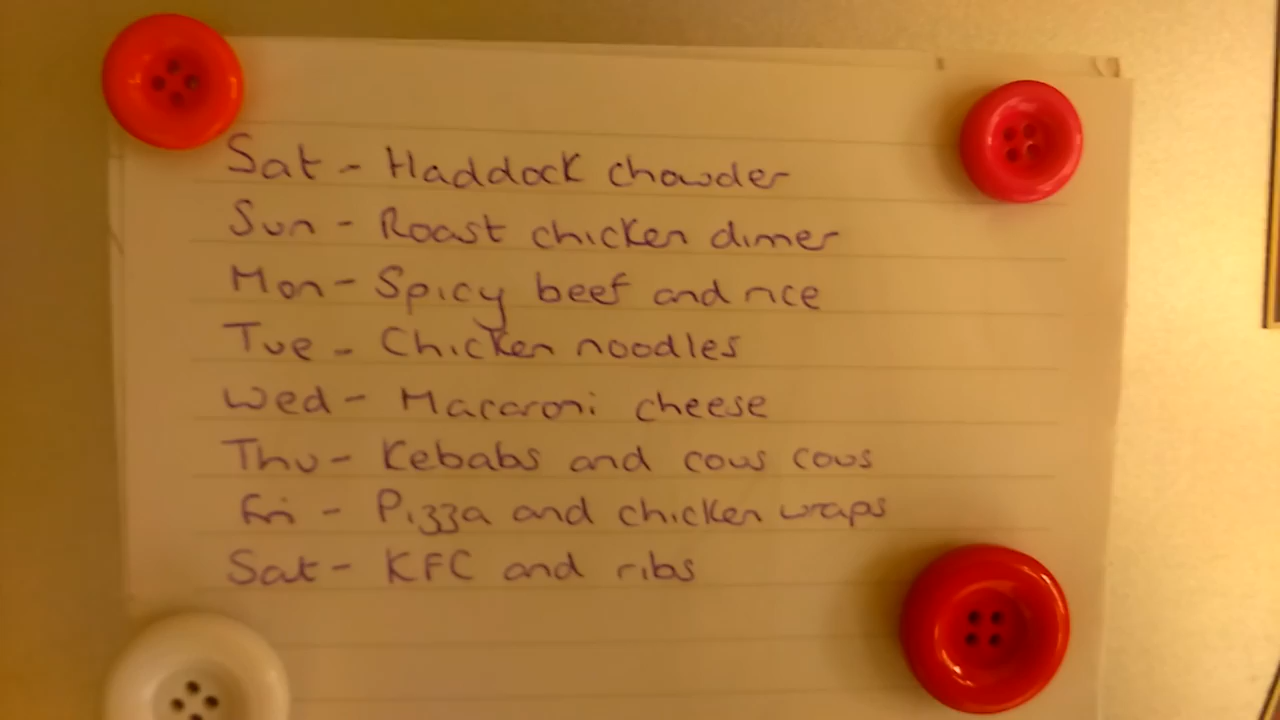 Sat - Haddock chowder
Sun - Roast chicken dinner
Mon - Spicy beef and rice
Tue - Chicken noodles
Wed - Macaroni cheese
Thu - Kebabs and cous cous
Fri - Pizza and chicken wraps
Sat - KFC and ribs